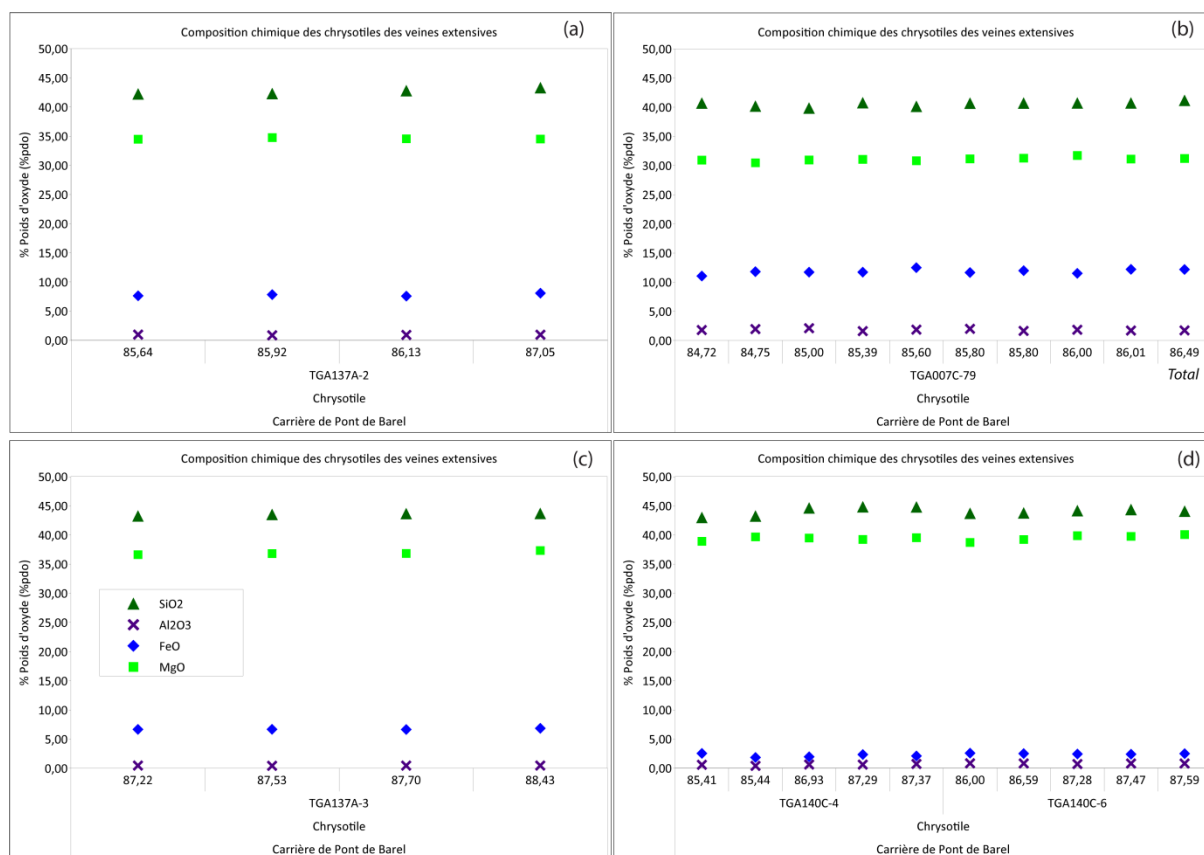 Composition chimique des chrysotiles des veines extensives
(a)
50,00
45,00
40,00
35,00
30,00
25,00
20,00
15,00
10,00
5,00
0,00
% Poids d'oxyde (%pdo)
85,64 85,92 86,13 87,05
TGA137A-2
Chrysotile
Carrière de Pont de Barel
Composition chimique des chrysotiles des veines extensives
(b)
50,00
45,00
40,00
35,00
30,00
25,00
20,00
15,00
10,00
5,00
0,00
% Poids d'oxyde (%pdo)
84,72 84,75 85,00 85,39 85,60 85,80 85,80 86,00 86,01 86,49
TGA007C-79 Total
Chrysotile
Carrière de Pont de Barel
Composition chimique des chrysotiles des veines extensives
(c)
50,00
45,00
40,00
35,00
30,00
25,00
20,00
15,00
10,00
5,00
0,00
% Poids d'oxyde (%pdo)
SiO2
Al2O3
FeO
MgO
87,22 87,53 87,70 88,43
TGA137A-3
Chrysotile
Carrière de Pont de Barel
Composition chimique des chrysotiles des veines extensives
(d)
50,00
45,00
40,00
35,00
30,00
25,00
20,00
15,00
10,00
5,00
0,00
% Poids d'oxyde (%pdo)
85,41 85,44 86,93 87,29 87,37 86,00 86,59 87,28 87,47 87,59
TGA140C-4 TGA140C-6
Chrysotile
Carrière de Pont de Barel